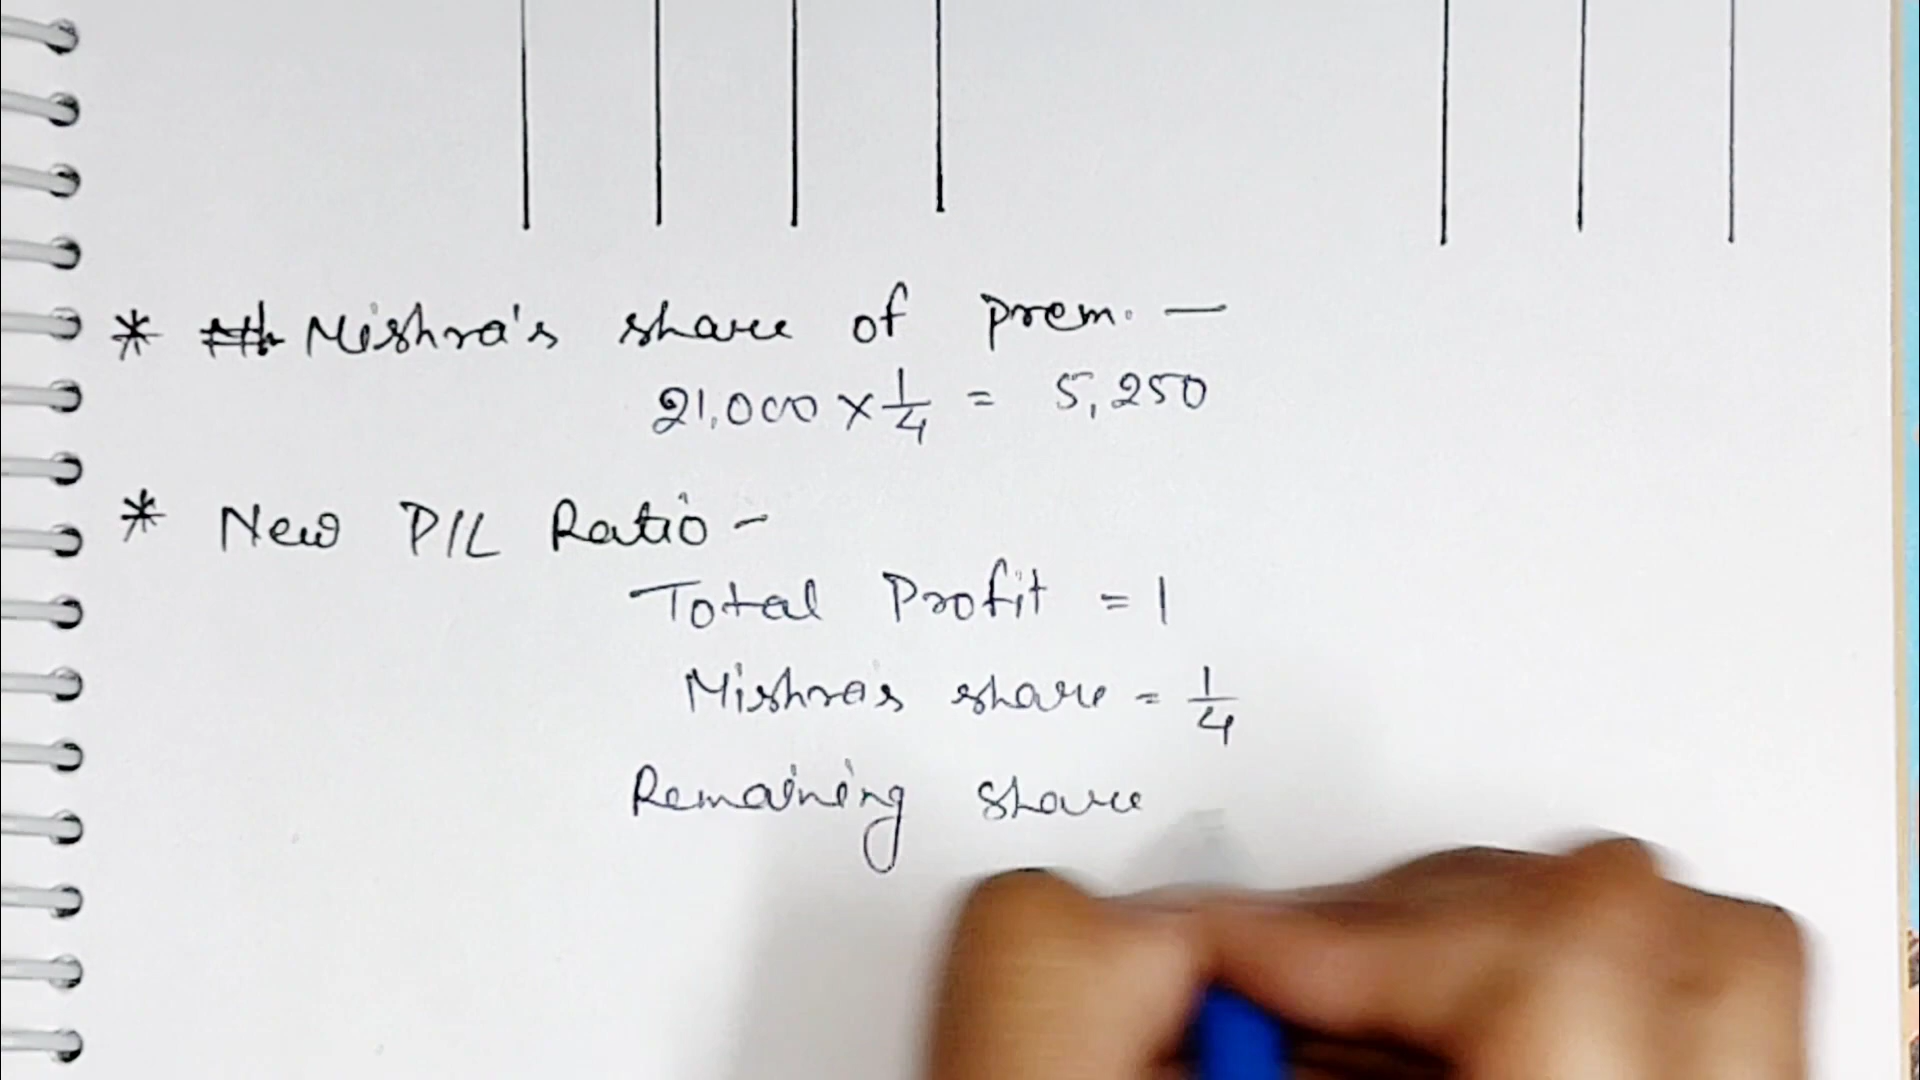 * Mishra's share of prem. —
21,000 × 1/4 = 5,250
* New P/L Ratio -
Total Profit = 1
Mishra's share = 1/4
Remaining share